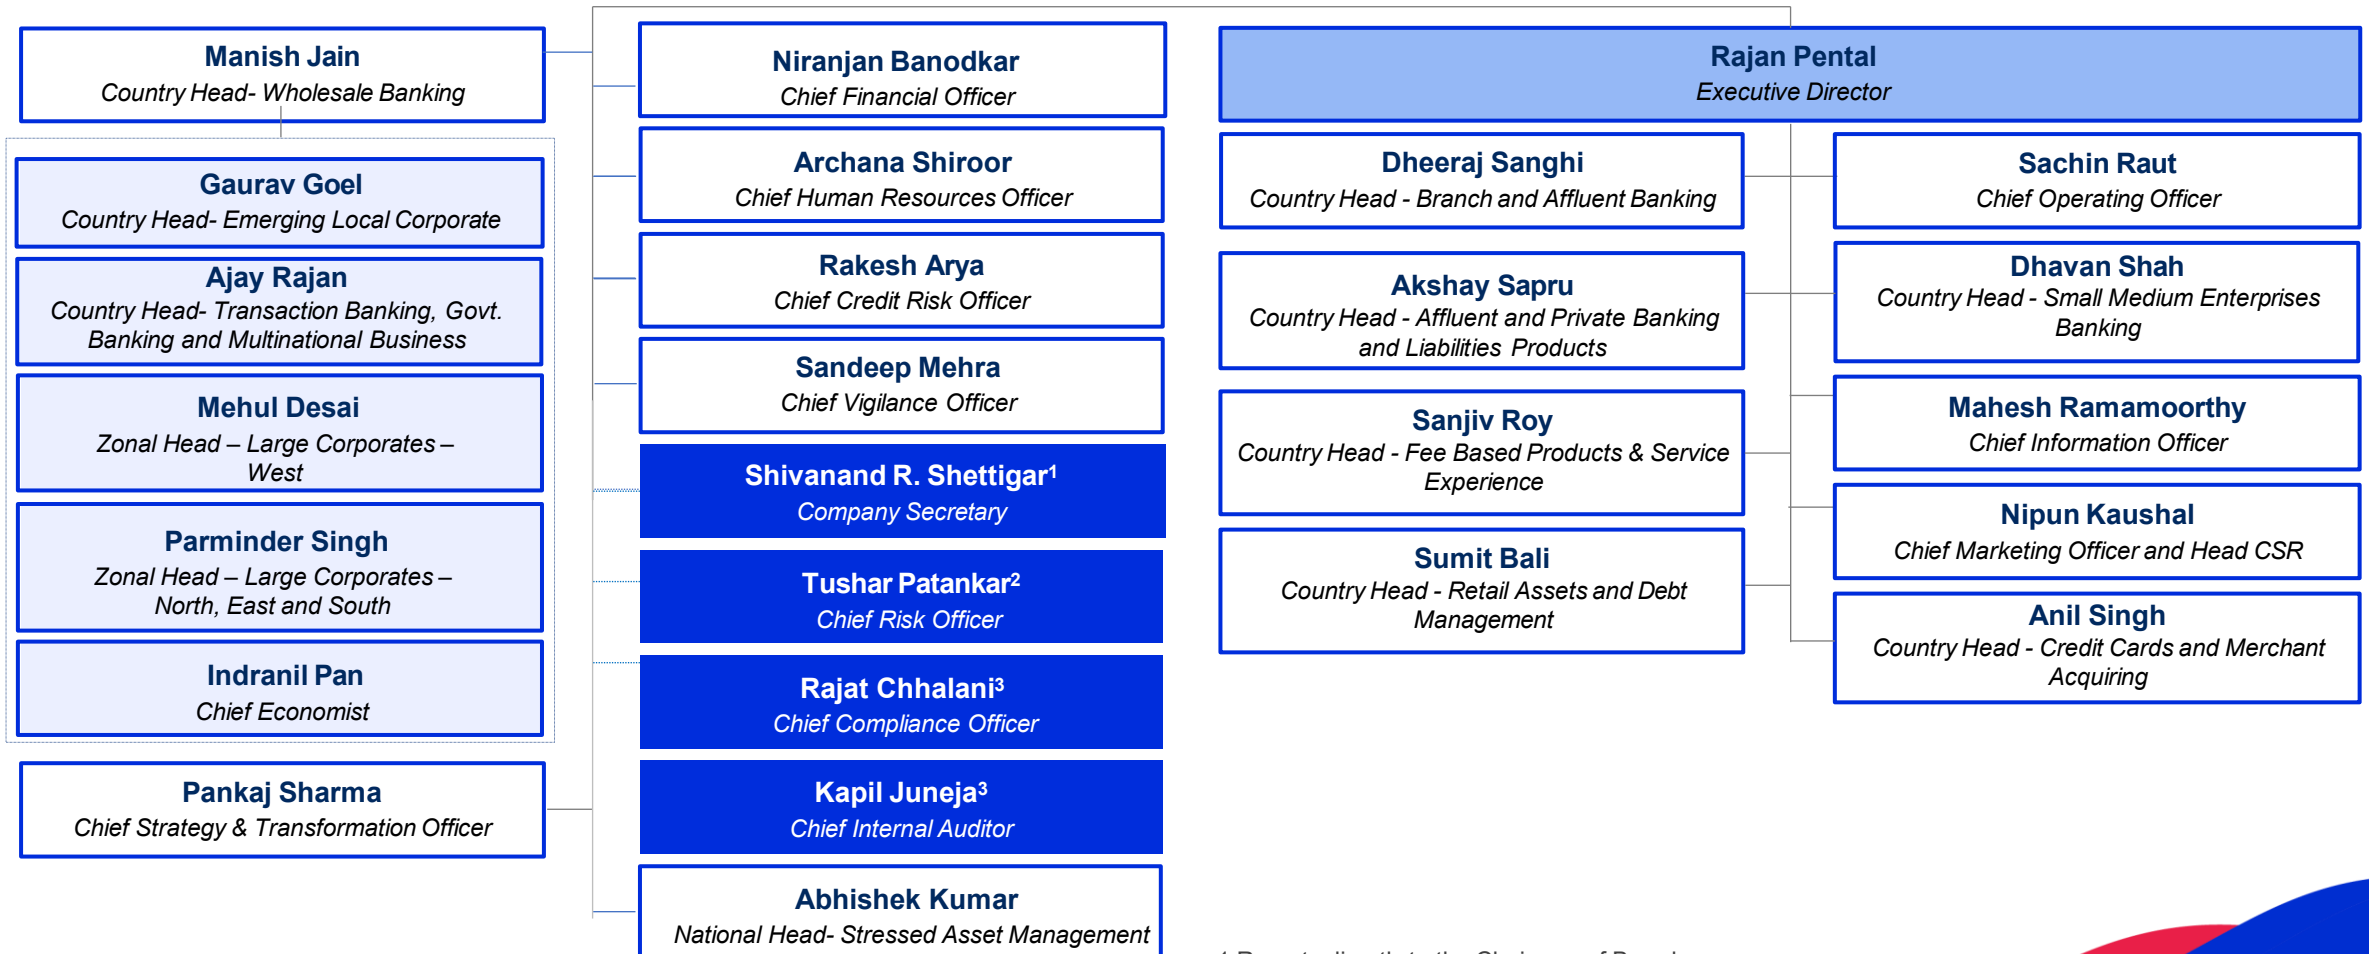 Manish Jain
Country Head- Wholesale Banking
Gaurav Goel
Country Head- Emerging Local Corporate
Ajay Rajan
Country Head- Transaction Banking, Govt.
Banking and Multinational Business
Mehul Desai
Zonal Head – Large Corporates –
West
Parminder Singh
Zonal Head – Large Corporates –
North, East and South
Indranil Pan
Chief Economist
Pankaj Sharma
Chief Strategy & Transformation Officer
Niranjan Banodkar
Chief Financial Officer
Archana Shiroor
Chief Human Resources Officer
Rakesh Arya
Chief Credit Risk Officer
Sandeep Mehra
Chief Vigilance Officer
Shivanand R. Shettigar1
Company Secretary
Tushar Patankar2
Chief Risk Officer
Rajat Chhalani3
Chief Compliance Officer
Kapil Juneja3
Chief Internal Auditor
Abhishek Kumar
National Head- Stressed Asset Management
Rajan Pental
Executive Director
Dheeraj Sanghi
Country Head - Branch and Affluent Banking
Akshay Sapru
Country Head - Affluent and Private Banking
and Liabilities Products
Sanjiv Roy
Country Head - Fee Based Products & Service
Experience
Sumit Bali
Country Head - Retail Assets and Debt
Management
Sachin Raut
Chief Operating Officer
Dhavan Shah
Country Head - Small Medium Enterprises
Banking
Mahesh Ramamoorthy
Chief Information Officer
Nipun Kaushal
Chief Marketing Officer and Head CSR
Anil Singh
Country Head - Credit Cards and Merchant
Acquiring